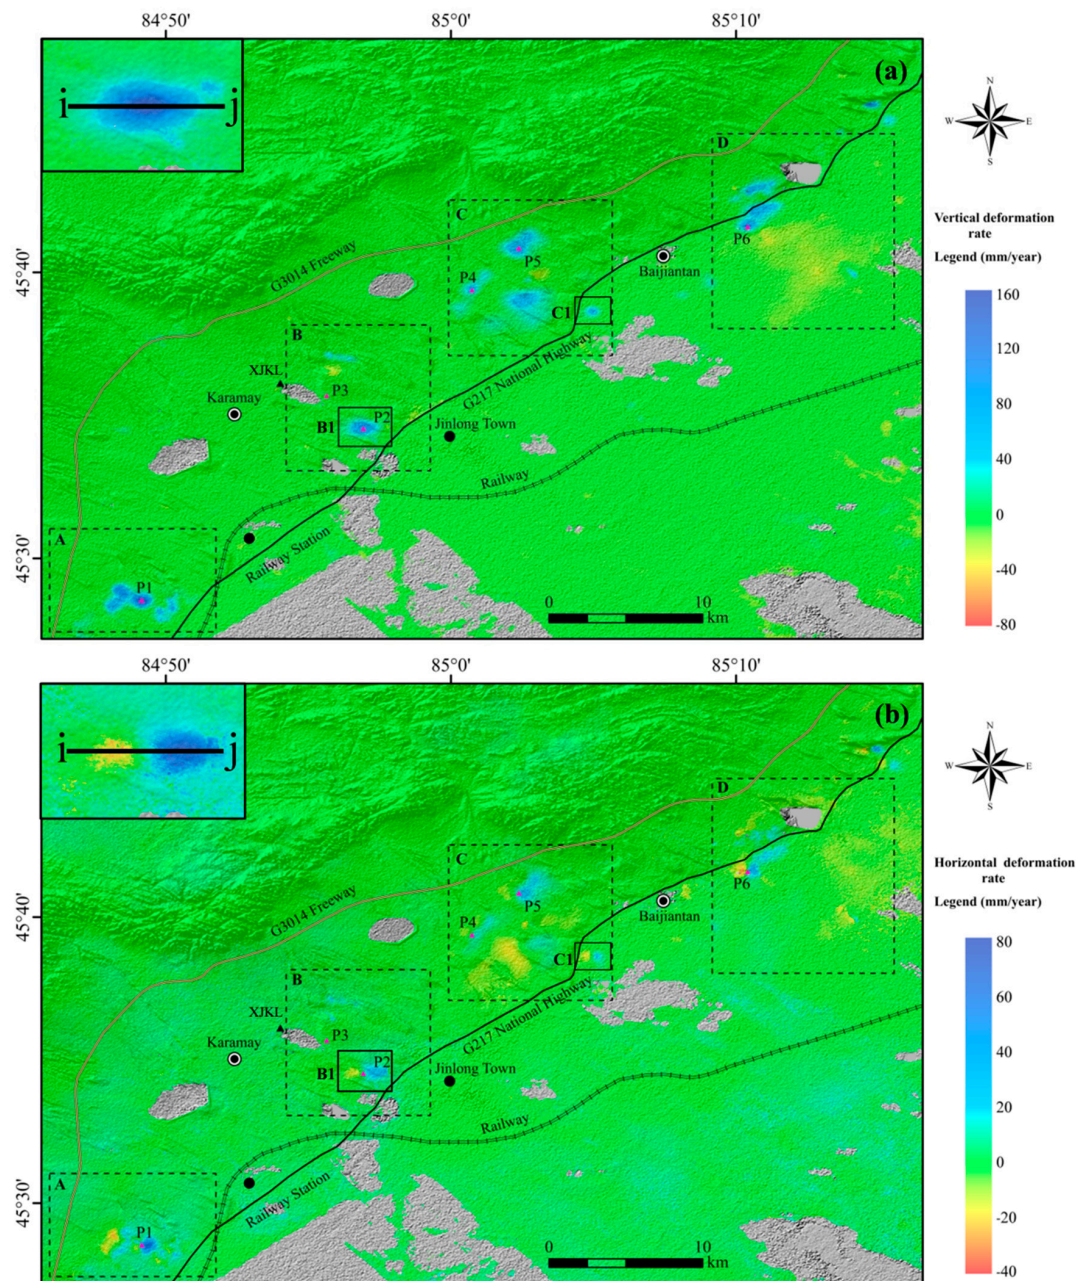 84°50' 85°0' 85°10'
(a)
i j
N
W E
S
D
C
G3014 Freeway
P5
P6
P4
Baijiantan
45°40'
C1
Vertical deformation
rate
Legend (mm/year)
160
120
80
40
0
-40
-80
B
XJKL
P3
G217 National Highway
Karamay
B1
P2
Jinlong Town
Railway
45°30'
A
Railway Station
P1
0 10
km
84°50' 85°0' 85°10'
(b)
i j
N
W E
S
D
C
G3014 Freeway
P5
P6
P4
Baijiantan
45°40'
C1
Horizontal deformation
rate
Legend (mm/year)
80
60
40
20
0
-20
-40
B
XJKL
P3
G217 National Highway
Karamay
B1
P2
Jinlong Town
Railway
45°30'
A
Railway Station
P1
0 10
km